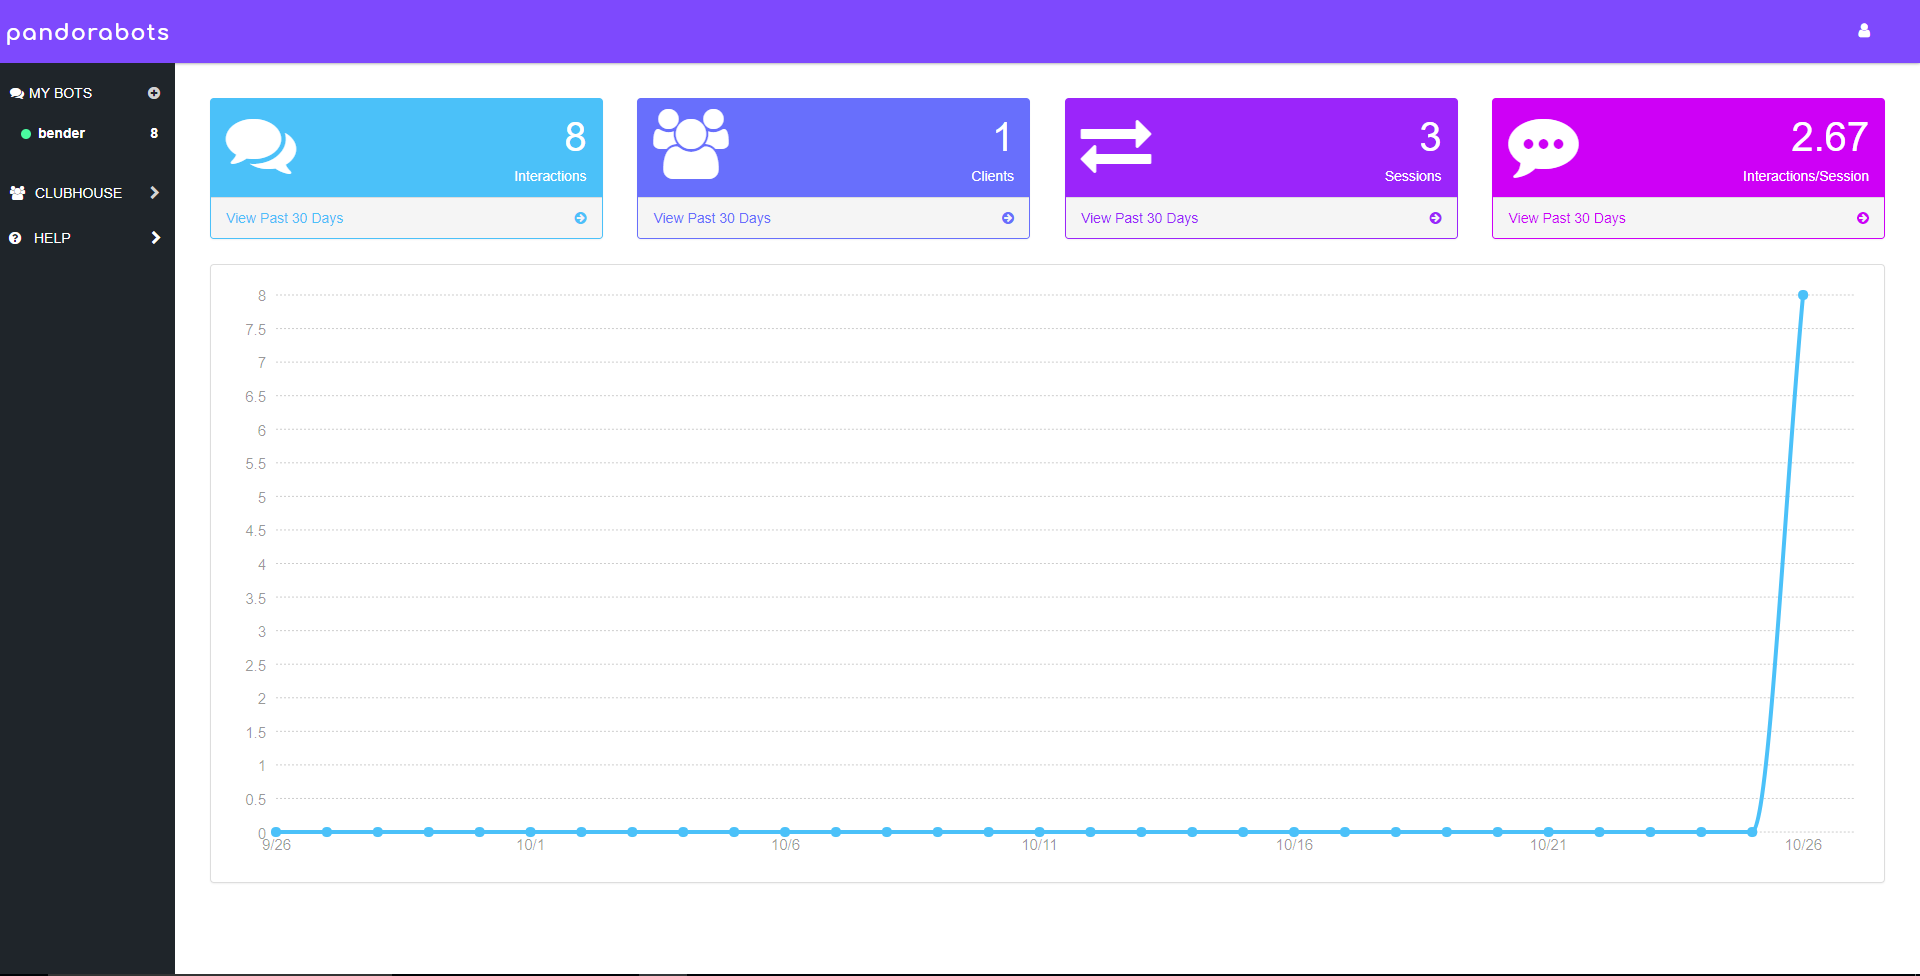 pandorabots
MY BOTS
bender 8
CLUBHOUSE
HELP
8
Interactions
View Past 30 Days
1
Clients
View Past 30 Days
3
Sessions
View Past 30 Days
2.67
Interactions/Session
View Past 30 Days
8
7.5
7
6.5
6
5.5
5
4.5
4
3.5
3
2.5
2
1.5
1
0.5
0
9/26 10/1 10/6 10/11 10/16 10/21 10/26